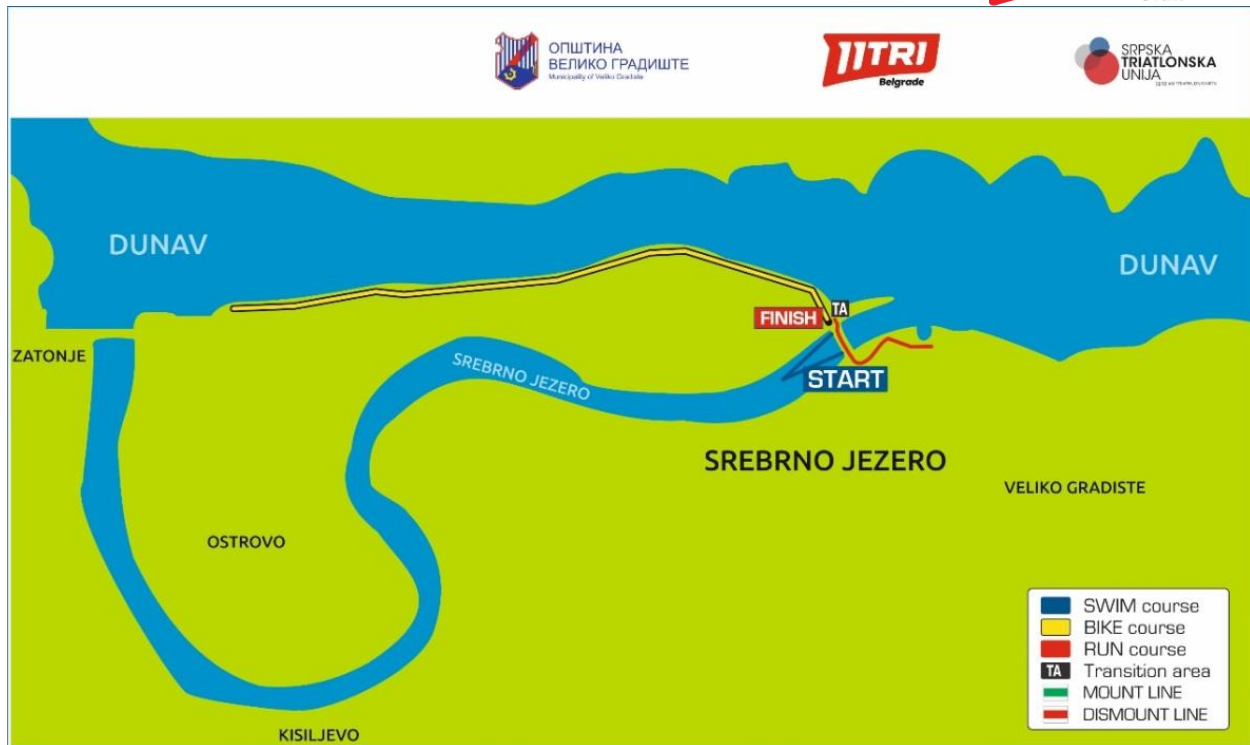 ОПШТИНА
ВЕЛИКО ГРАДИШТЕ
Municipality of Veliko Gradište
11TRI
Belgrade
SRPSKA
TRIATLONSKA
UNIJA
DUNAV
DUNAV
TA
FINISH
ZATONJE
SREBRNO JEZERO
START
SREBRNO JEZERO
VELIKO GRADISTE
OSTROVO
SWIM course
BIKE course
RUN course
TA Transition area
MOUNT LINE
DISMOUNT LINE
KISILJEVO